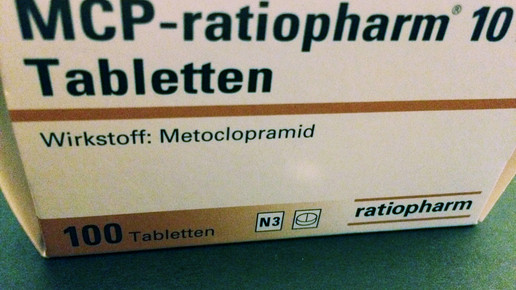 MCP-ratiopharm® 10
Tabletten
Wirkstoff: Metoclopramid
100 Tabletten
N3
ratiopharm